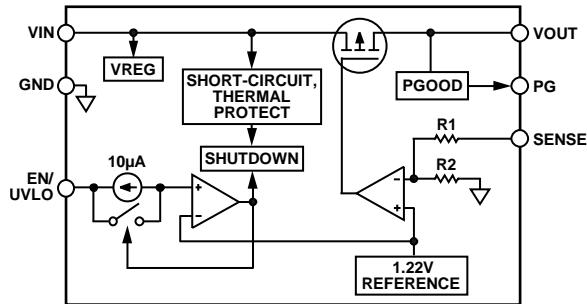 VIN
VOUT
VREG
GND
PGOOD
PG
SHORT-CIRCUIT,
THERMAL
PROTECT
R1
SENSE
10µA
SHUTDOWN
R2
EN/
UVLO
+
–
–
+
1.22V
REFERENCE